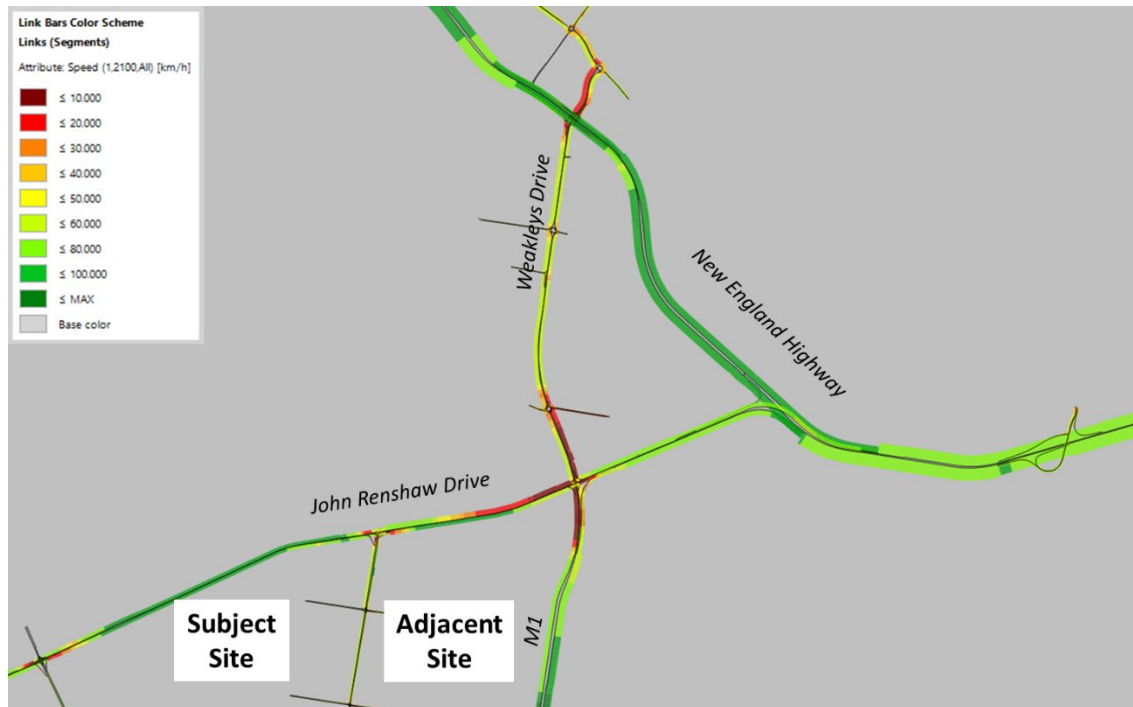 Link Bars Color Scheme
Links (Segments)
Attribute: Speed (1,2100,All) [km/h]
≤ 10.000
≤ 20.000
≤ 30.000
≤ 40.000
≤ 50.000
≤ 60.000
≤ 80.000
≤ 100.000
≤ MAX
Base color
Weakleys Drive
New England Highway
John Renshaw Drive
Subject
Site
Adjacent
Site
M1